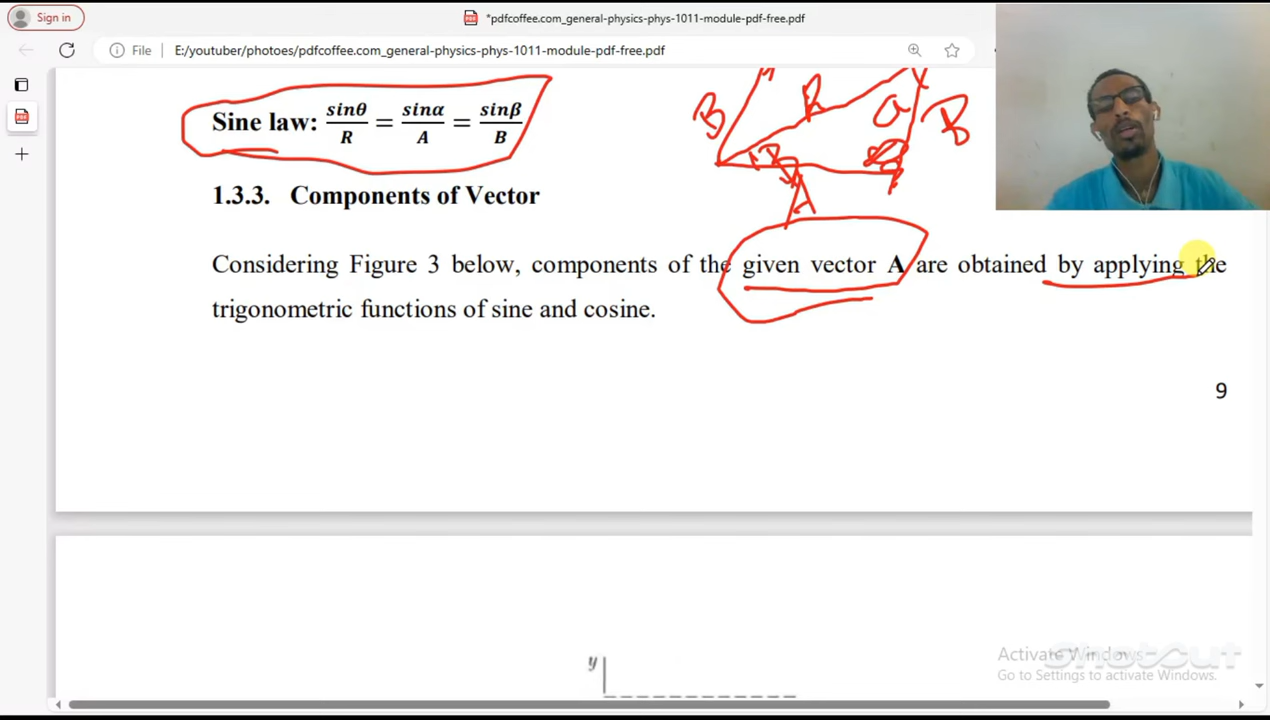 Sign in
*pdfcoffee.com_general-physics-phys-1011-module-pdf-free.pdf
File E:/youtuber/photoes/pdfcoffee.com_general-physics-phys-1011-module-pdf-free.pdf
B R B
Sine law: sinθ/R = sinα/A = sinβ/B
A
1.3.3. Components of Vector
Considering Figure 3 below, components of the given vector A are obtained by applying the
trigonometric functions of sine and cosine.
9
y
Activate Windows
Go to Settings to activate Windows.
shotcut